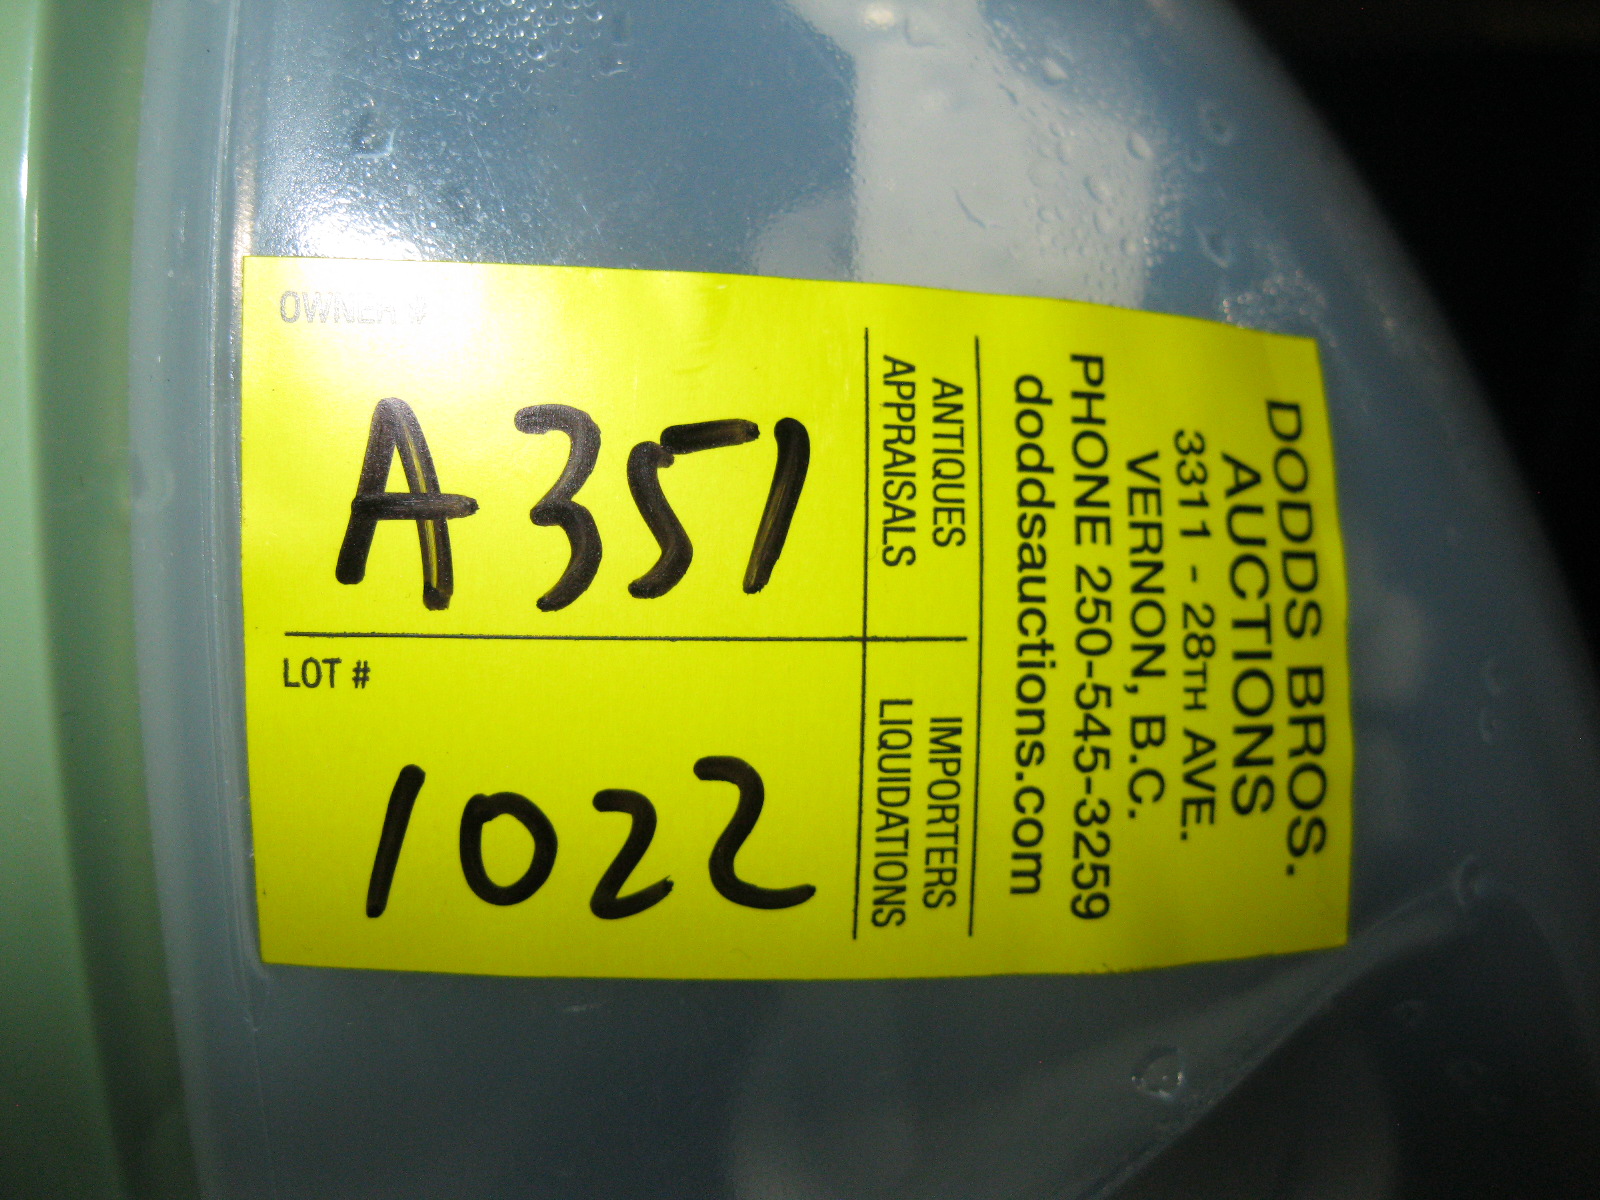 DODDS BROS.
AUCTIONS
3311 - 28TH AVE.
VERNON, B.C.
PHONE 250-545-3259
doddsauctions.com
ANTIQUES
APPRAISALS
IMPORTERS
LIQUIDATIONS
OWNER #
A351
LOT #
1022